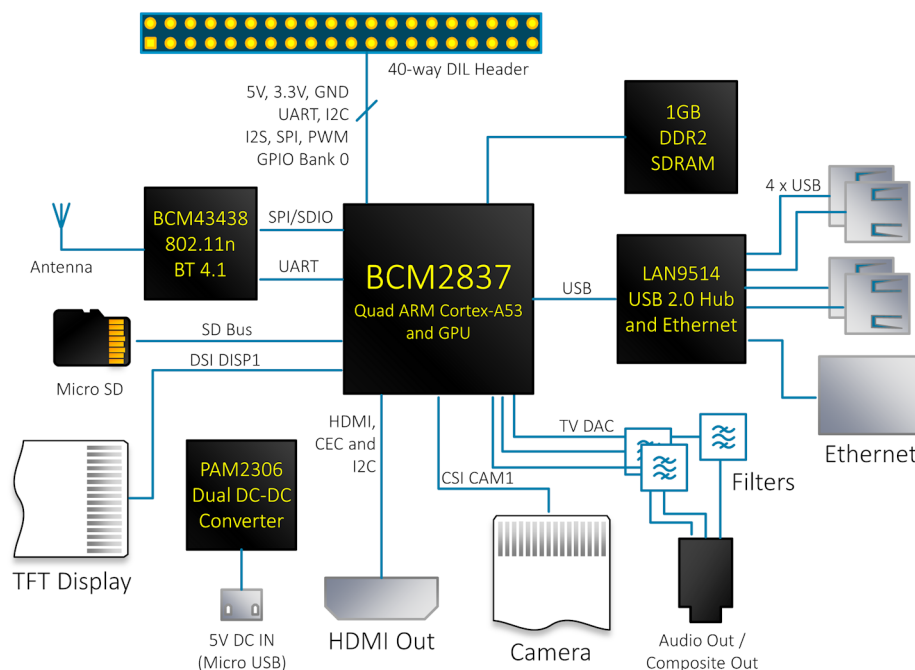 40-way DIL Header
5V, 3.3V, GND
UART, I2C
I2S, SPI, PWM
GPIO Bank 0
1GB
DDR2
SDRAM
4 x USB
BCM43438
802.11n
BT 4.1
SPI/SDIO
UART
Antenna
BCM2837
Quad ARM Cortex-A53
and GPU
USB
LAN9514
USB 2.0 Hub
and Ethernet
SD Bus
Micro SD
DSI DISP1
HDMI,
CEC and
I2C
TV DAC
CSI CAM1
Filters
Ethernet
PAM2306
Dual DC-DC
Converter
TFT Display
5V DC IN
(Micro USB)
HDMI Out
Camera
Audio Out /
Composite Out